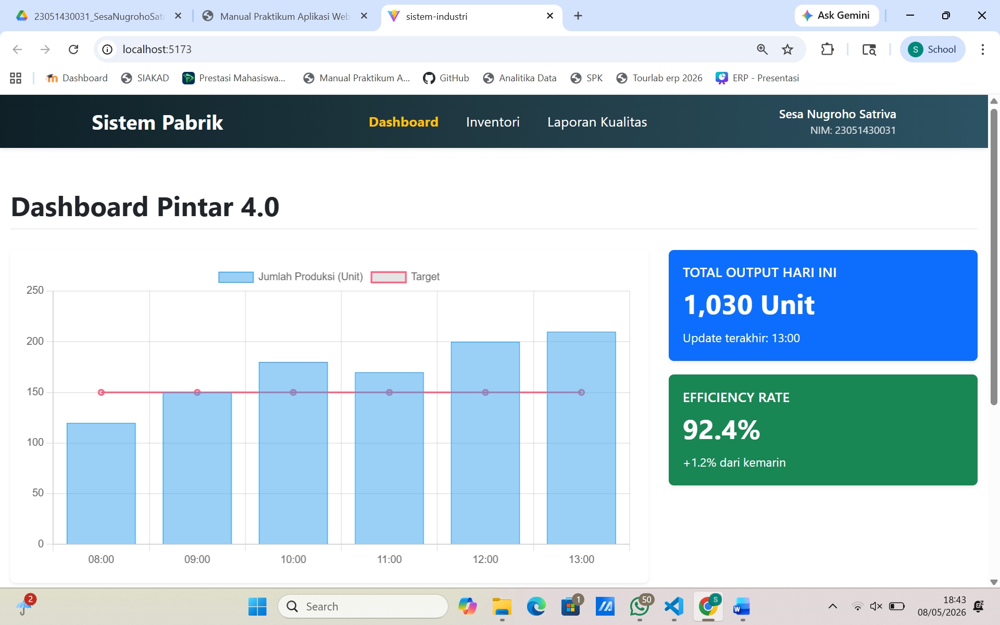 23051430031_SesaNugrohoSatr
Manual Praktikum Aplikasi Web
sistem-industri
Ask Gemini
localhost:5173
S School
Dashboard
SIAKAD
Prestasi Mahasiswa...
Manual Praktikum A...
GitHub
Analitika Data
SPK
Tourlab erp 2026
ERP - Presentasi
Sistem Pabrik
Dashboard
Inventori
Laporan Kualitas
Sesa Nugroho Satriva
NIM: 23051430031
Dashboard Pintar 4.0
Jumlah Produksi (Unit)
Target
250
200
150
100
50
0
08:00
09:00
10:00
11:00
12:00
13:00
TOTAL OUTPUT HARI INI
1,030 Unit
Update terakhir: 13:00
EFFICIENCY RATE
92.4%
+1.2% dari kemarin
2
Search
1
50
S
18:43
08/05/2026